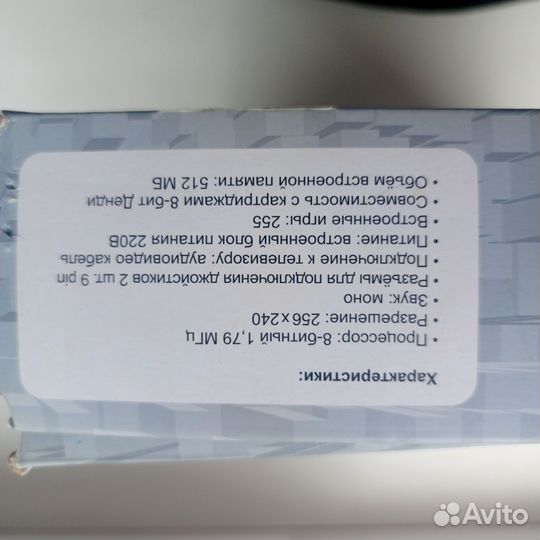 Характеристики:
• Процессор: 8-битный 1,79 МГц
• Разрешение: 256x240
• Звук: моно
• Разъёмы для подключения джойстиков 2 шт. 9 pin
• Подключение к телевизору: аудиовидео кабель
• Питание: встроенный блок питания 220В
• Встроенные игры: 255
• Совместимость с картриджами 8-бит Денди
• Объём встроенной памяти: 512 МБ
Avito